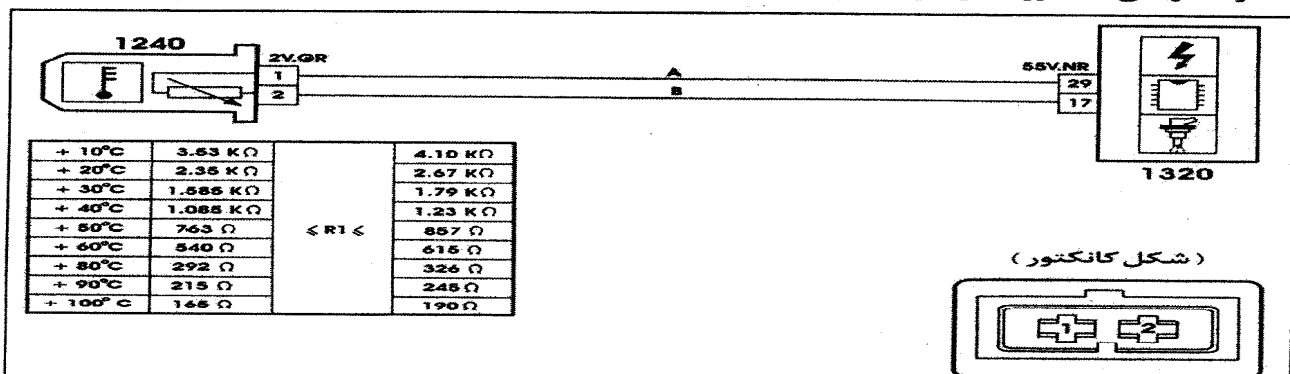 1240
2V.GR
1
2
A
B
55V.NR
29
17
1320
+ 10°C 3.53 KΩ ≤ R1 ≤ 4.10 KΩ
+ 20°C 2.35 KΩ 2.67 KΩ
+ 30°C 1.585 KΩ 1.79 KΩ
+ 40°C 1.085 KΩ 1.23 KΩ
+ 50°C 763 Ω 857 Ω
+ 60°C 540 Ω 615 Ω
+ 80°C 292 Ω 326 Ω
+ 90°C 215 Ω 245 Ω
+ 100°C 165 Ω 190 Ω
( شکل کانکتور )
1 2